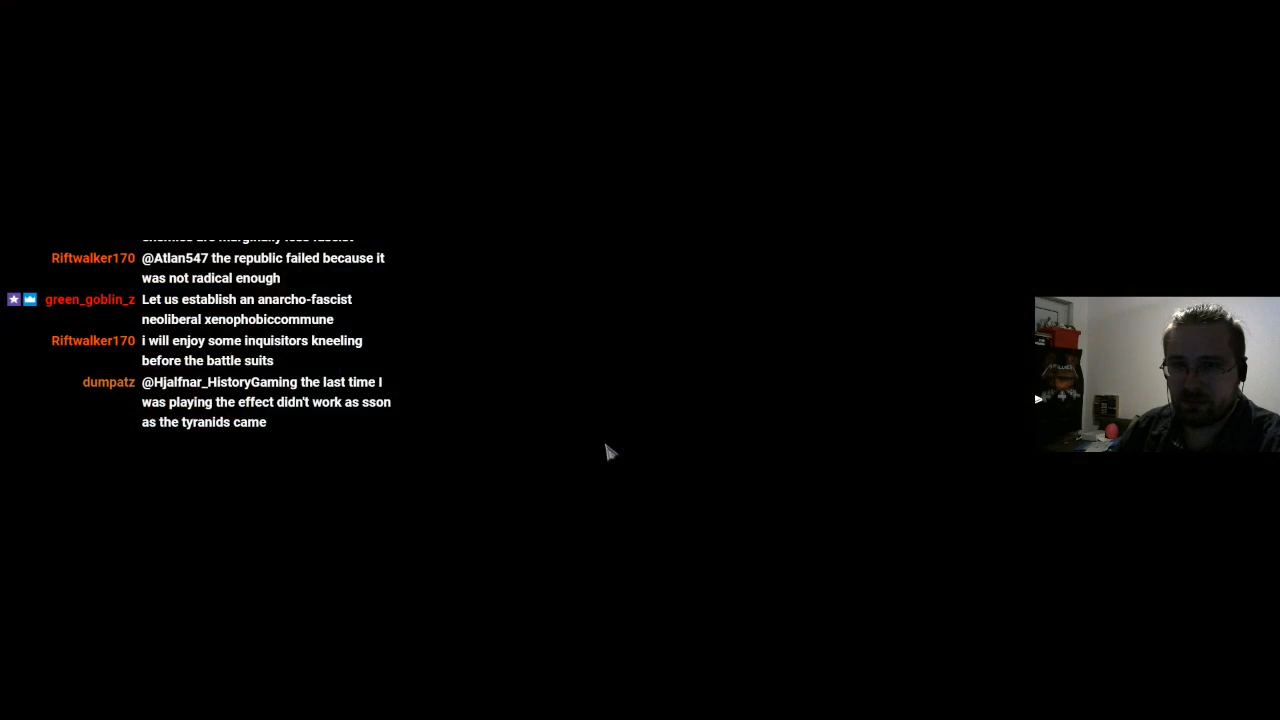 Riftwalker170 @Atlan547 the republic failed because it
was not radical enough
green_goblin_z Let us establish an anarcho-fascist
neoliberal xenophobiccommune
Riftwalker170 i will enjoy some inquisitors kneeling
before the battle suits
dumpatz @Hjalfnar_HistoryGaming the last time I
was playing the effect didn't work as sson
as the tyranids came